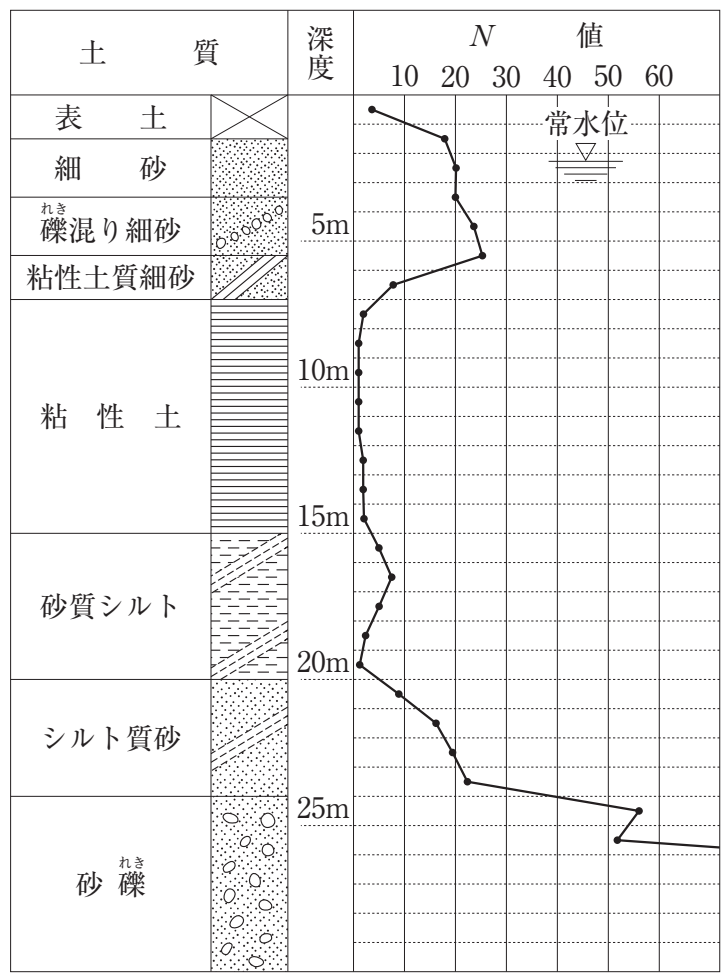 土 質
深度
N 値
10 20 30 40 50 60
表 土
常水位
細 砂
れき
礫混り細砂
5m
粘性土質細砂
10m
粘 性 土
15m
砂質シルト
20m
シルト質砂
25m
れき
砂 礫